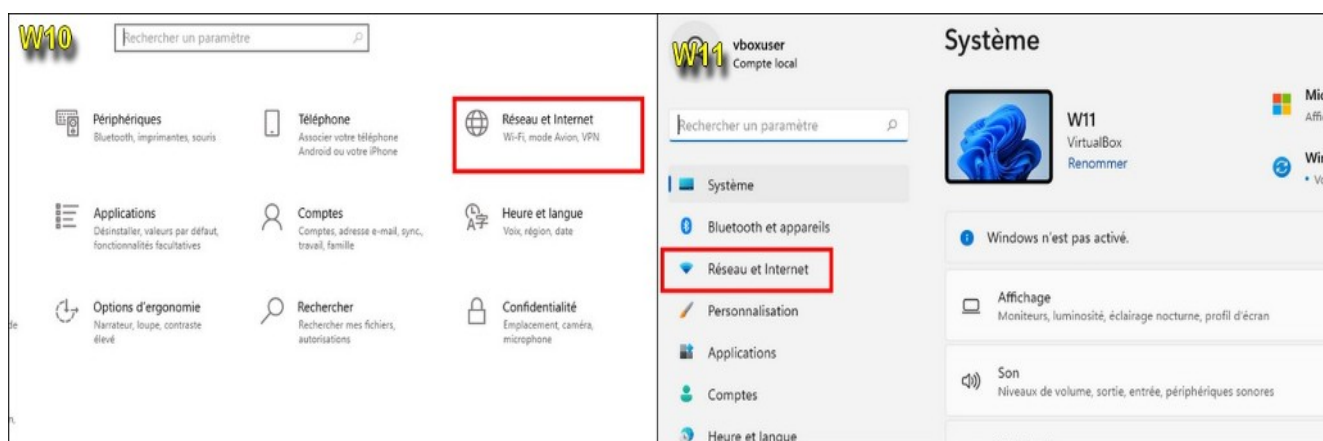 W10
Rechercher un paramètre
Périphériques
Bluetooth, imprimantes, souris
Téléphone
Associer votre téléphone
Android ou votre iPhone
Réseau et Internet
Wi-Fi, mode Avion, VPN
Applications
Désinstaller, valeurs par défaut,
fonctionnalités facultatives
Comptes
Comptes, adresse e-mail, sync.,
travail, famille
Heure et langue
Voix, région, date
Options d'ergonomie
Narrateur, loupe, contraste
élevé
Rechercher
Rechercher mes fichiers,
autorisations
Confidentialité
Emplacement, caméra,
microphone
de
n,
W11
vboxuser
Compte local
Rechercher un paramètre
Système
Bluetooth et appareils
Réseau et Internet
Personnalisation
Applications
Comptes
Heure et langue
Système
W11
VirtualBox
Renommer
Mic
Affi
Win
• Vo
Windows n'est pas activé.
Affichage
Moniteurs, luminosité, éclairage nocturne, profil d'écran
Son
Niveaux de volume, sortie, entrée, périphériques sonores